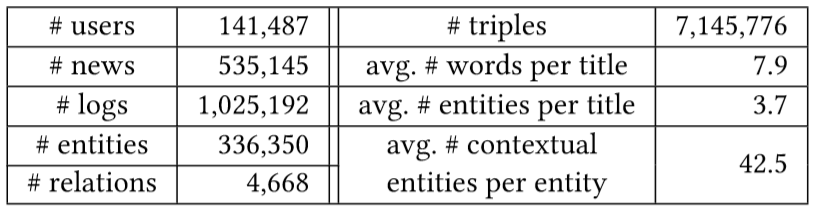 # users 141,487 # triples 7,145,776
# news 535,145 avg. # words per title 7.9
# logs 1,025,192 avg. # entities per title 3.7
# entities 336,350 avg. # contextual
# relations 4,668 entities per entity 42.5